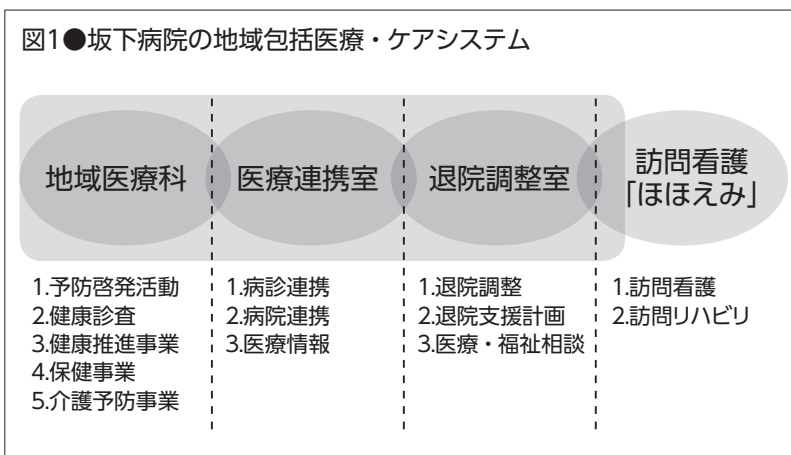 図1●坂下病院の地域包括医療・ケアシステム
地域医療科
医療連携室
退院調整室
訪問看護
「ほほえみ」
1.予防啓発活動
2.健康診査
3.健康推進事業
4.保健事業
5.介護予防事業
1.病診連携
2.病院連携
3.医療情報
1.退院調整
2.退院支援計画
3.医療・福祉相談
1.訪問看護
2.訪問リハビリ